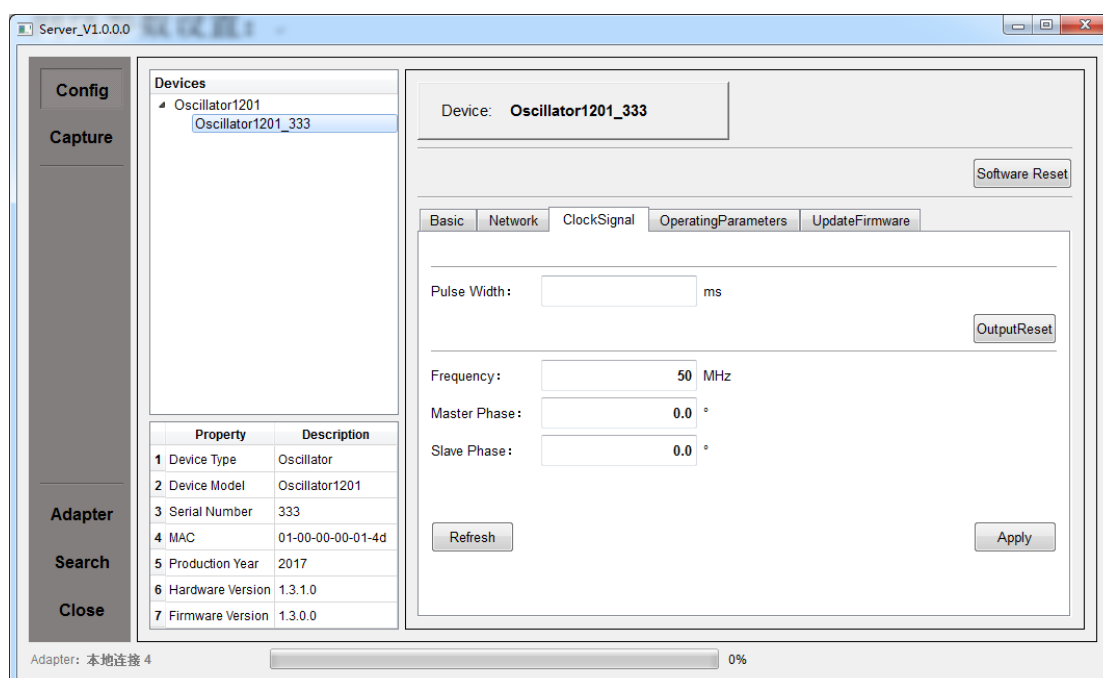 Server_V1.0.0.0
Config
Capture
Adapter
Search
Close
Devices
Oscillator1201
Oscillator1201_333
Property Description
1 Device Type Oscillator
2 Device Model Oscillator1201
3 Serial Number 333
4 MAC 01-00-00-00-01-4d
5 Production Year 2017
6 Hardware Version 1.3.1.0
7 Firmware Version 1.3.0.0
Device: Oscillator1201_333
Software Reset
Basic Network ClockSignal OperatingParameters UpdateFirmware
Pulse Width: ms
OutputReset
Frequency: 50 MHz
Master Phase: 0.0 °
Slave Phase: 0.0 °
Refresh Apply
Adapter: 本地连接 4 0%